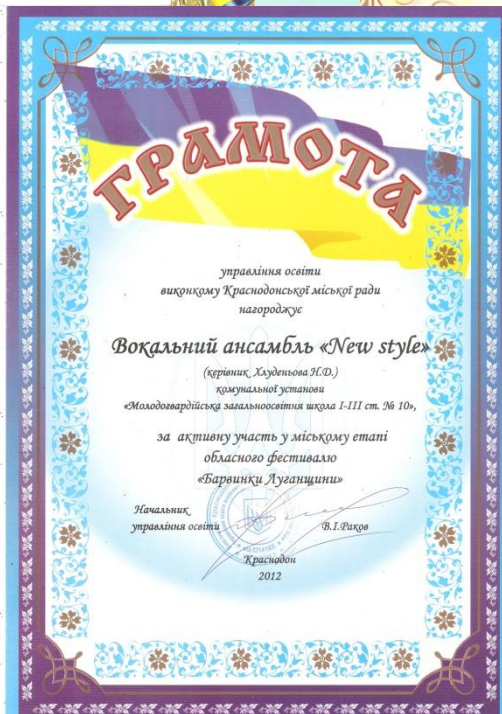 ГРАМОТА
управління освіти
виконкому Краснодонської міської ради
нагороджує
Вокальний ансамбль «New style»
(керівник Хлуденьова Н.D.)
комунальної установи
«Молодогвардійська загальноосвітня школа І-ІІІ ст. № 10»,
за активну участь у міському етапі
обласного фестивалю
«Барвинки Луганщини»
Начальник
управління освіти
В.І.Раков
Краснодон
2012